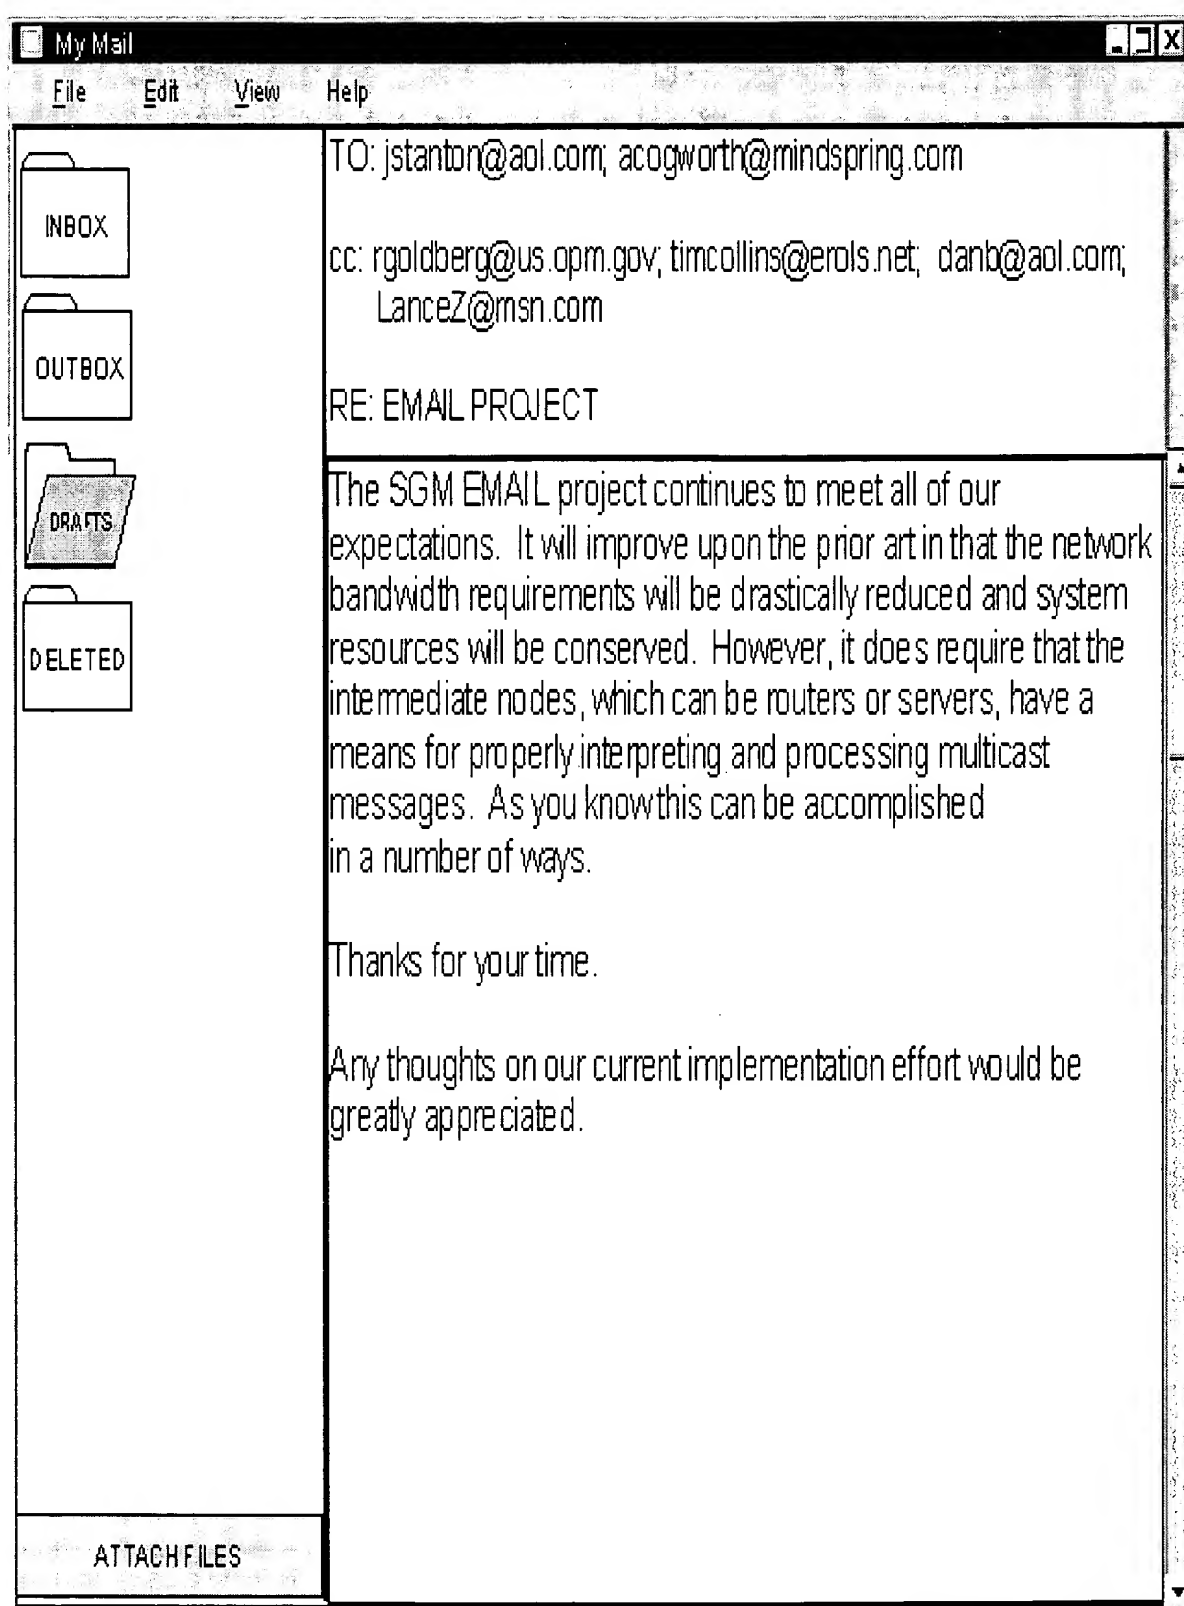 My Mail
File Edit View Help
INBOX
OUTBOX
DRAFTS
DELETED
ATTACH FILES
TO: jstanton@aol.com; acogworth@mindspring.com
cc: rgoldberg@us.opm.gov; timcollins@erols.net; danb@aol.com;
LanceZ@msn.com
RE: EMAIL PROJECT
The SGM EMAIL project continues to meet all of our
expectations. It will improve upon the prior art in that the network
bandwidth requirements will be drastically reduced and system
resources will be conserved. However, it does require that the
intermediate nodes, which can be routers or servers, have a
means for properly interpreting and processing multicast
messages. As you know this can be accomplished
in a number of ways.
Thanks for your time.
Any thoughts on our current implementation effort would be
greatly appreciated.